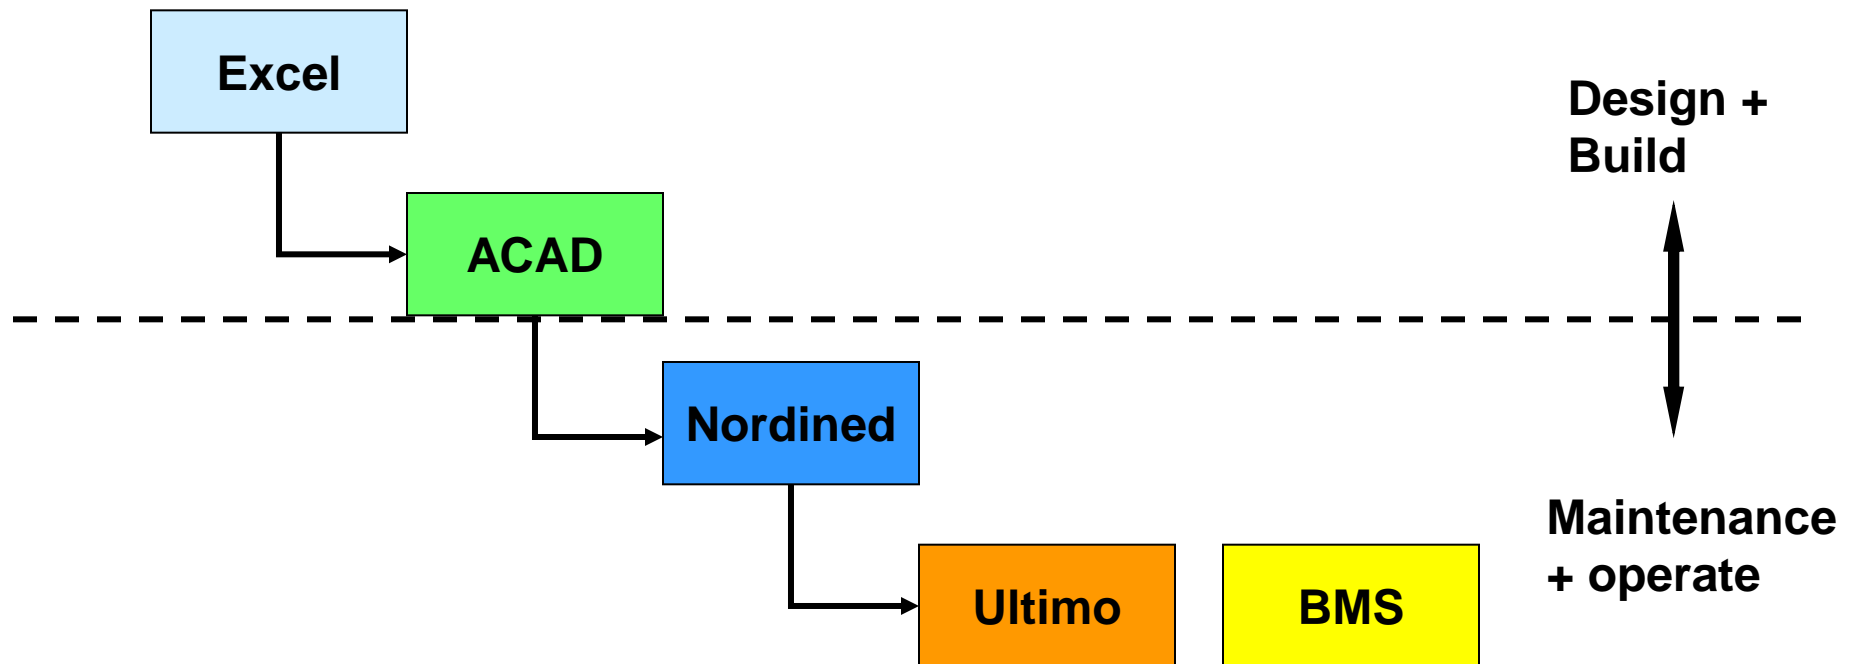 Excel
Design +
Build
ACAD
Nordined
Maintenance
+ operate
Ultimo
BMS